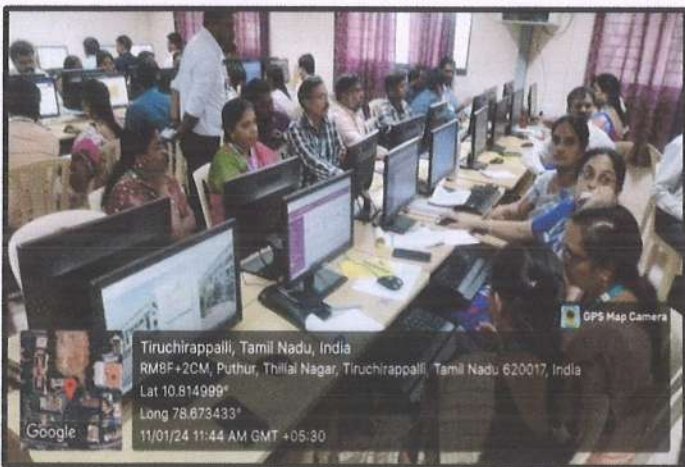 GPS Map Camera
Tiruchirappalli, Tamil Nadu, India
RM8F+2CM, Puthur, Thillai Nagar, Tiruchirappalli, Tamil Nadu 620017, India
Lat 10.814999°
Long 78.673433°
11/01/24 11:44 AM GMT +05:30
Google